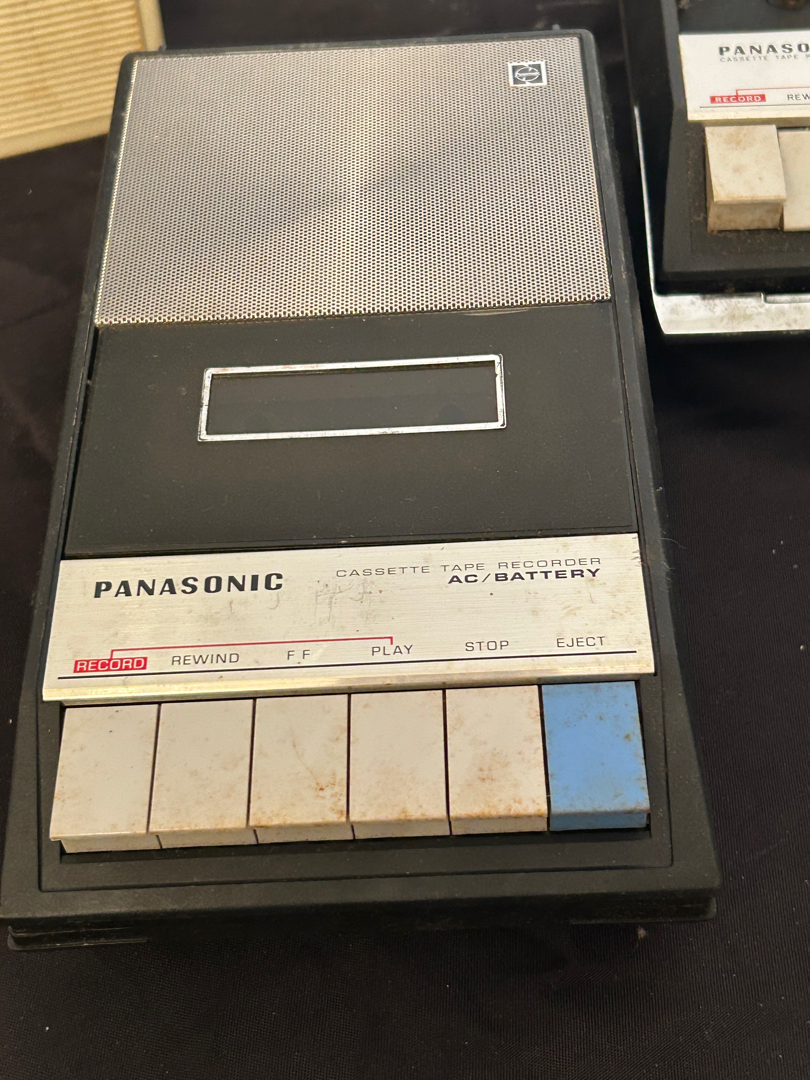 PANASONIC
CASSETTE TAPE RECORDER
AC/BATTERY
RECORD REWIND F F PLAY STOP EJECT
PANASO
CASSETTE TAPE
RECORD REW